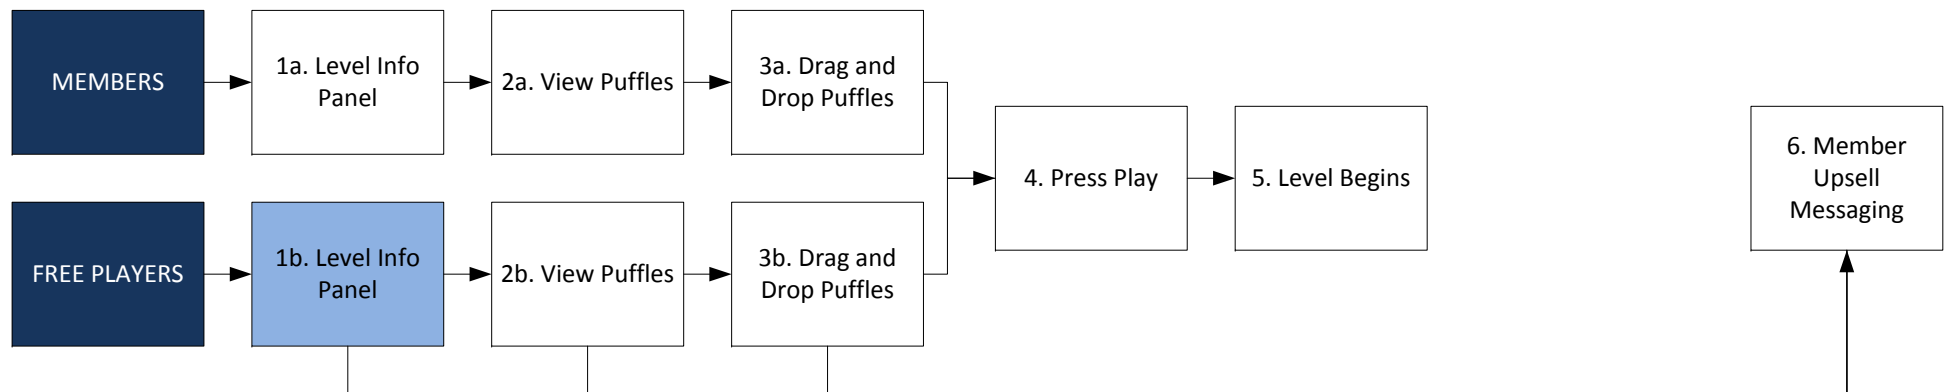 MEMBERS
1a. Level Info
Panel
2a. View Puffles
3a. Drag and
Drop Puffles
4. Press Play
5. Level Begins
6. Member
Upsell
Messaging
FREE PLAYERS
1b. Level Info
Panel
2b. View Puffles
3b. Drag and
Drop Puffles